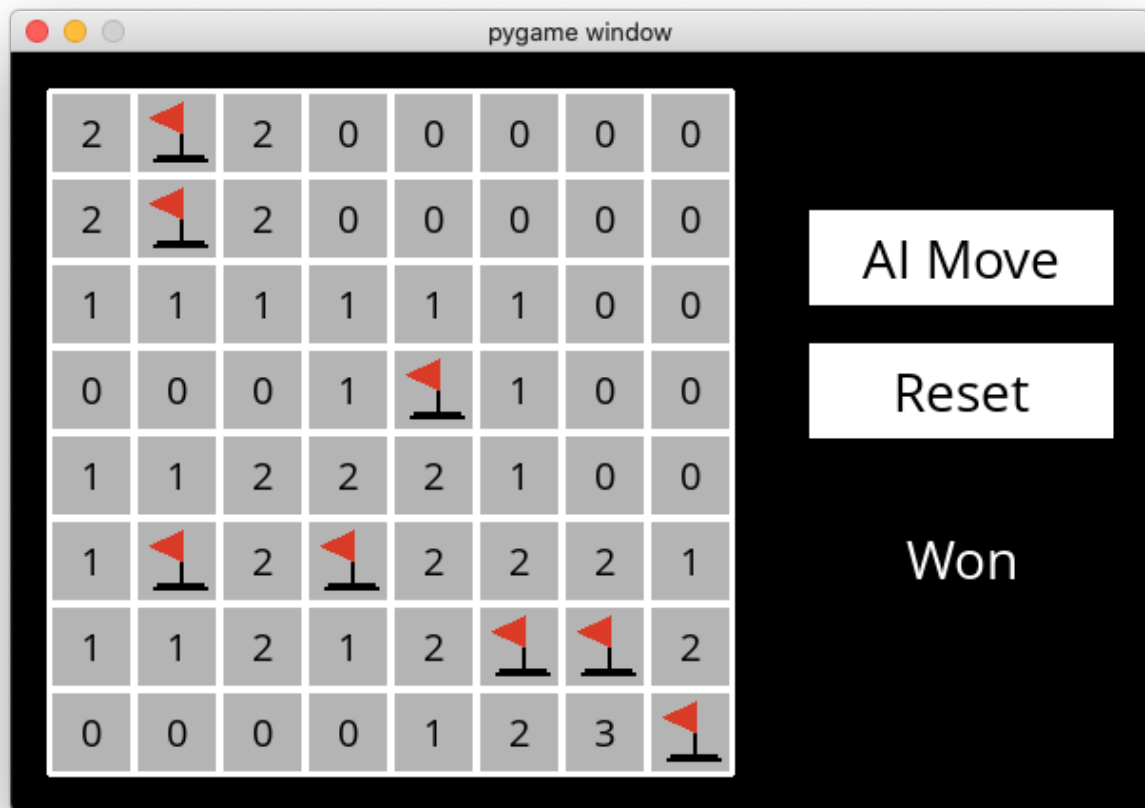 pygame window
2 2 0 0 0 0 0
2 2 0 0 0 0 0
AI Move
1 1 1 1 1 1 0 0
0 0 0 1 1 0 0
Reset
1 1 2 2 2 1 0 0
1 2 2 2 2 1
Won
1 1 2 1 2 2
0 0 0 0 1 2 3